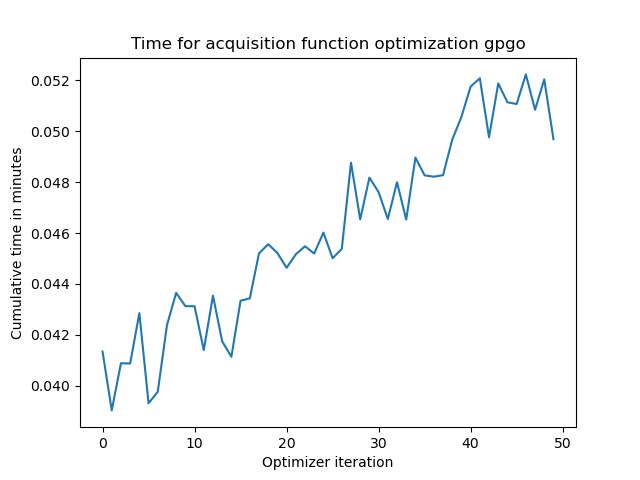 Time for acquisition function optimization gpgo
0.052
0.050
0.048
0.046
0.044
0.042
0.040
Cumulative time in minutes
0 10 20 30 40 50
Optimizer iteration